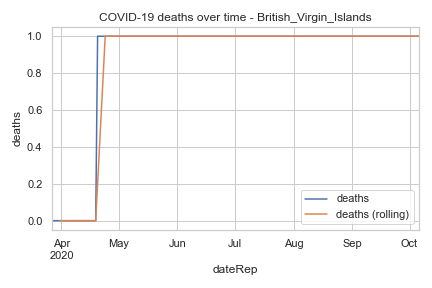 COVID-19 deaths over time - British_Virgin_Islands
deaths
1.0
0.8
0.6
0.4
0.2
0.0
deaths
deaths (rolling)
Apr May Jun Jul Aug Sep Oct
2020
dateRep